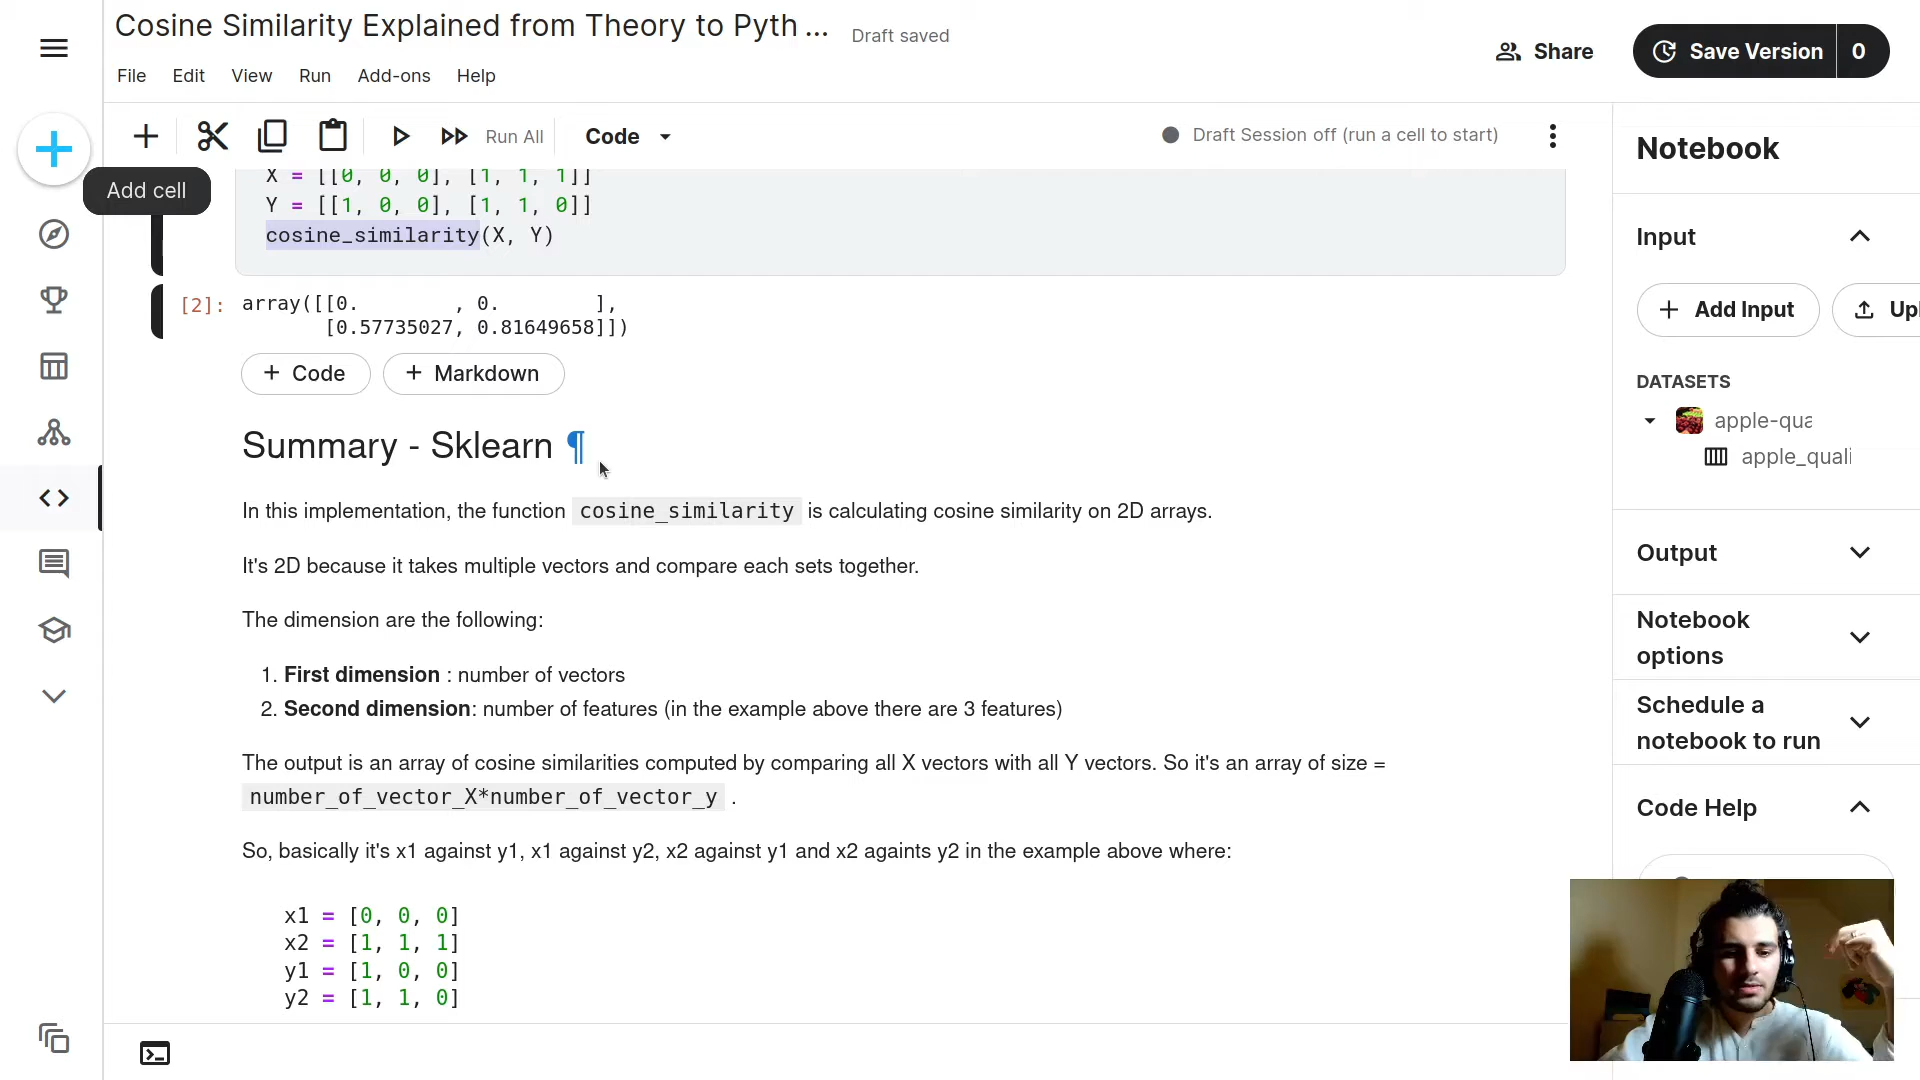 Cosine Similarity Explained from Theory to Pyth ...
Draft saved
File Edit View Run Add-ons Help
Share
Save Version 0
Run All
Code
Draft Session off (run a cell to start)
Add cell
X = [[0, 0, 0], [1, 1, 1]]
Y = [[1, 0, 0], [1, 1, 0]]
cosine_similarity(X, Y)
[2]: array([[0. , 0. ],
[0.57735027, 0.81649658]])
+ Code + Markdown
Summary - Sklearn ¶
In this implementation, the function cosine_similarity is calculating cosine similarity on 2D arrays.
It's 2D because it takes multiple vectors and compare each sets together.
The dimension are the following:
1. First dimension : number of vectors
2. Second dimension: number of features (in the example above there are 3 features)
The output is an array of cosine similarities computed by comparing all X vectors with all Y vectors. So it's an array of size =
number_of_vector_X*number_of_vector_y .
So, basically it's x1 against y1, x1 against y2, x2 against y1 and x2 againts y2 in the example above where:
x1 = [0, 0, 0]
x2 = [1, 1, 1]
y1 = [1, 0, 0]
y2 = [1, 1, 0]
Notebook
Input
+ Add Input
Upl
DATASETS
apple-qua
apple_quali
Output
Notebook
options
Schedule a
notebook to run
Code Help